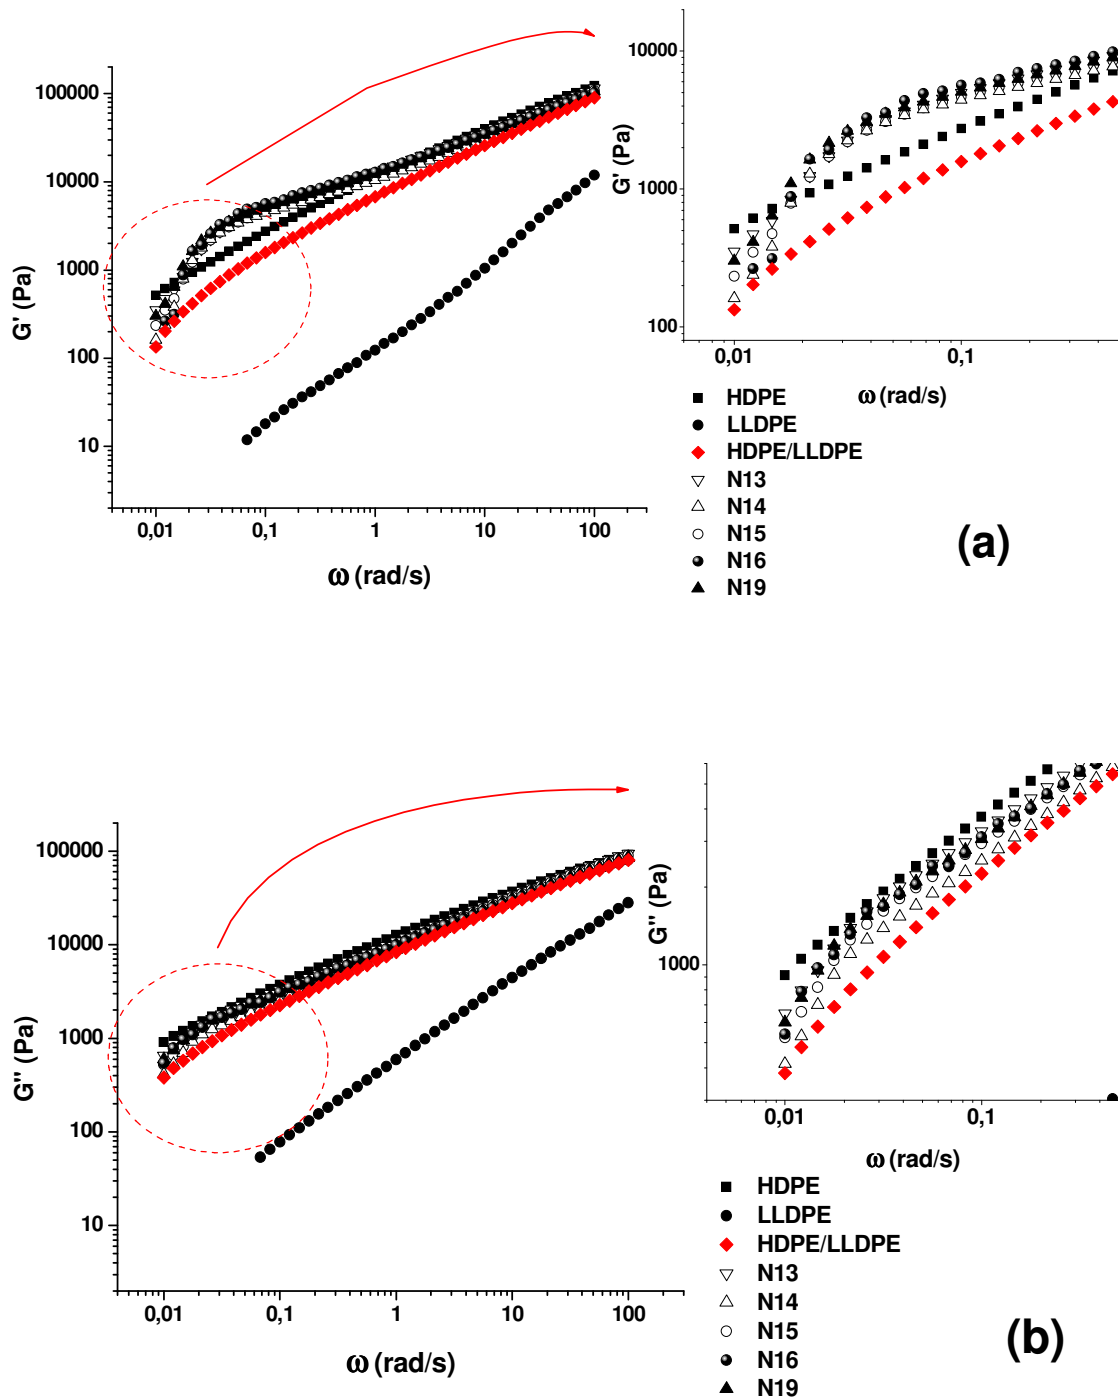 100000
10000
1000
100
10
G' (Pa)
0,01
0,1
1
10
100
ω (rad/s)
10000
1000
100
G' (Pa)
0,01
0,1
ω (rad/s)
HDPE
LLDPE
HDPE/LLDPE
N13
N14
N15
N16
N19
(a)
100000
10000
1000
100
10
G'' (Pa)
0,01
0,1
1
10
100
ω (rad/s)
1000
G'' (Pa)
0,01
0,1
ω (rad/s)
HDPE
LLDPE
HDPE/LLDPE
N13
N14
N15
N16
N19
(b)